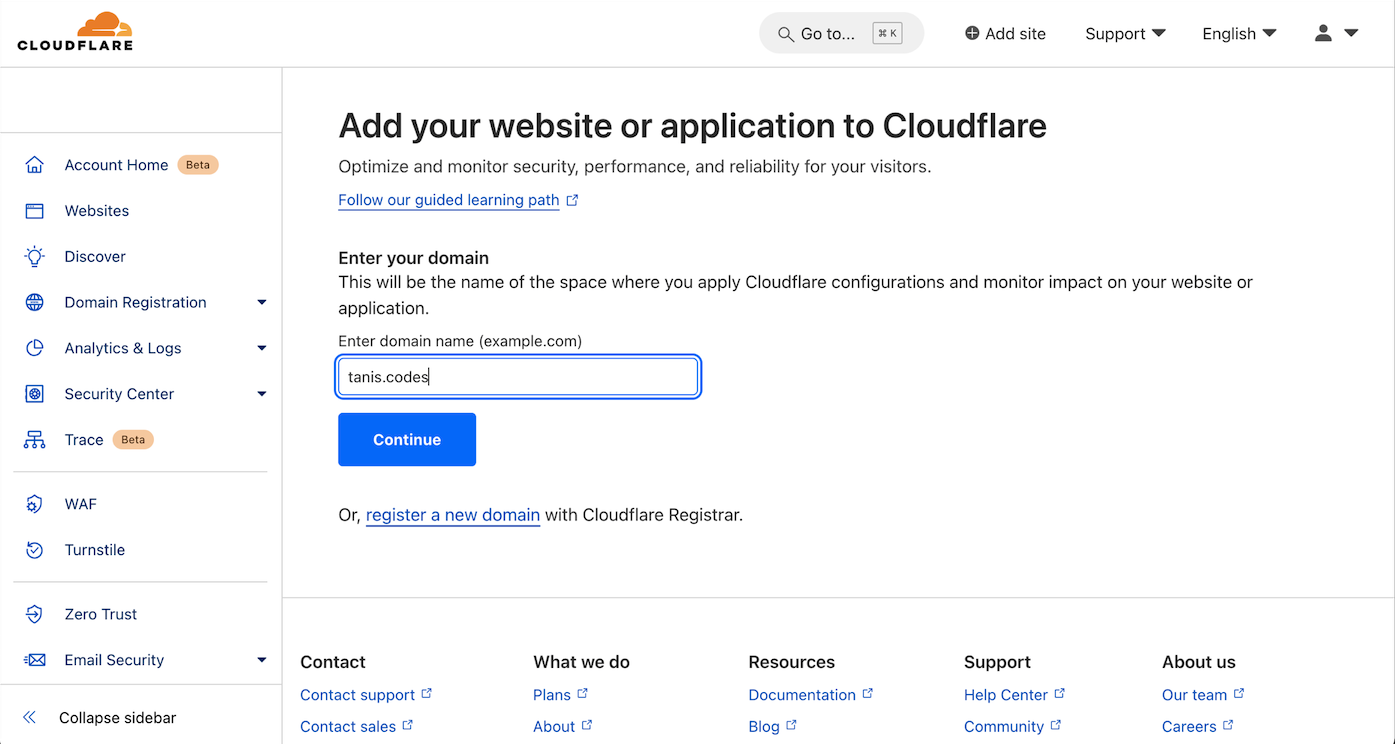 CLOUDFLARE
Go to... ⌘ K
Add site
Support
English
Account Home Beta
Websites
Discover
Domain Registration
Analytics & Logs
Security Center
Trace Beta
WAF
Turnstile
Zero Trust
Email Security
Collapse sidebar
Add your website or application to Cloudflare
Optimize and monitor security, performance, and reliability for your visitors.
Follow our guided learning path
Enter your domain
This will be the name of the space where you apply Cloudflare configurations and monitor impact on your website or
application.
Enter domain name (example.com)
tanis.codes
Continue
Or, register a new domain with Cloudflare Registrar.
Contact
Contact support
Contact sales
What we do
Plans
About
Resources
Documentation
Blog
Support
Help Center
Community
About us
Our team
Careers